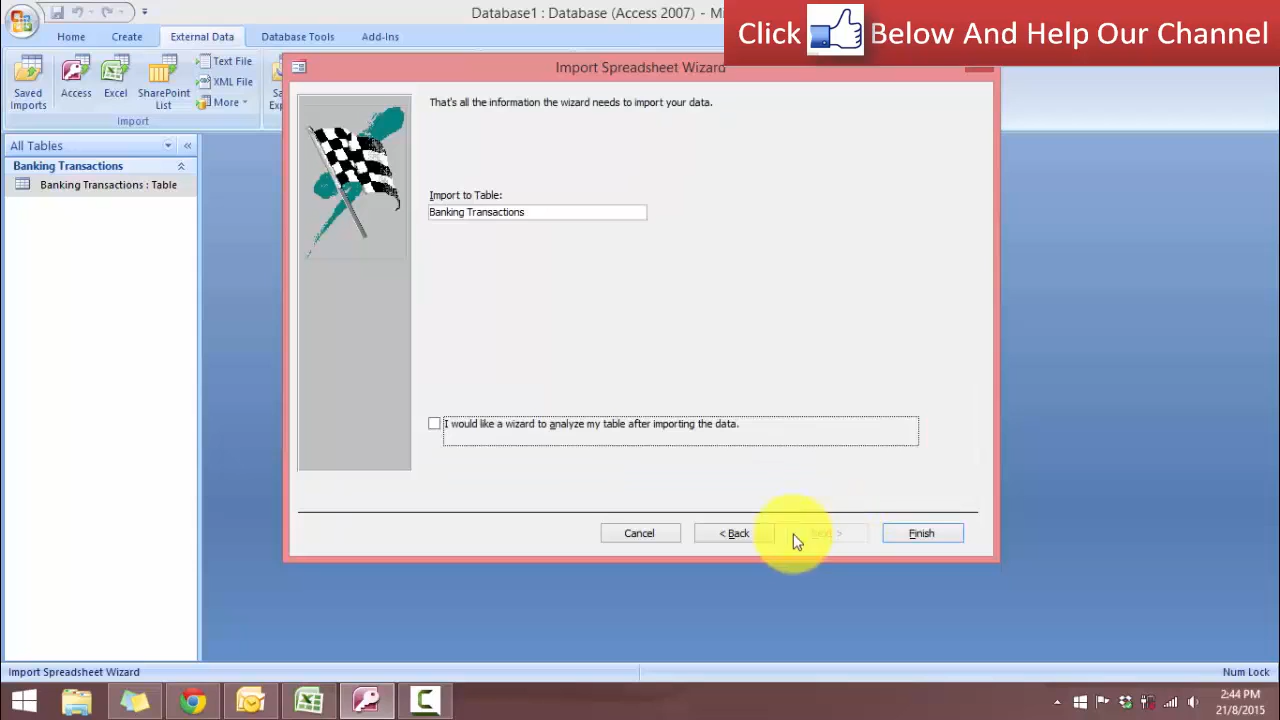 Database1 : Database (Access 2007) - Mi
Click Below And Help Our Channel
Home Create External Data Database Tools Add-Ins
Saved Imports
Access
Excel
SharePoint List
Text File
XML File
More
Import
Import Spreadsheet Wizard
That's all the information the wizard needs to import your data.
All Tables
Banking Transactions
Banking Transactions : Table
Import to Table:
Banking Transactions
I would like a wizard to analyze my table after importing the data.
Cancel < Back Next > Finish
Import Spreadsheet Wizard Num Lock
2:44 PM
21/8/2015